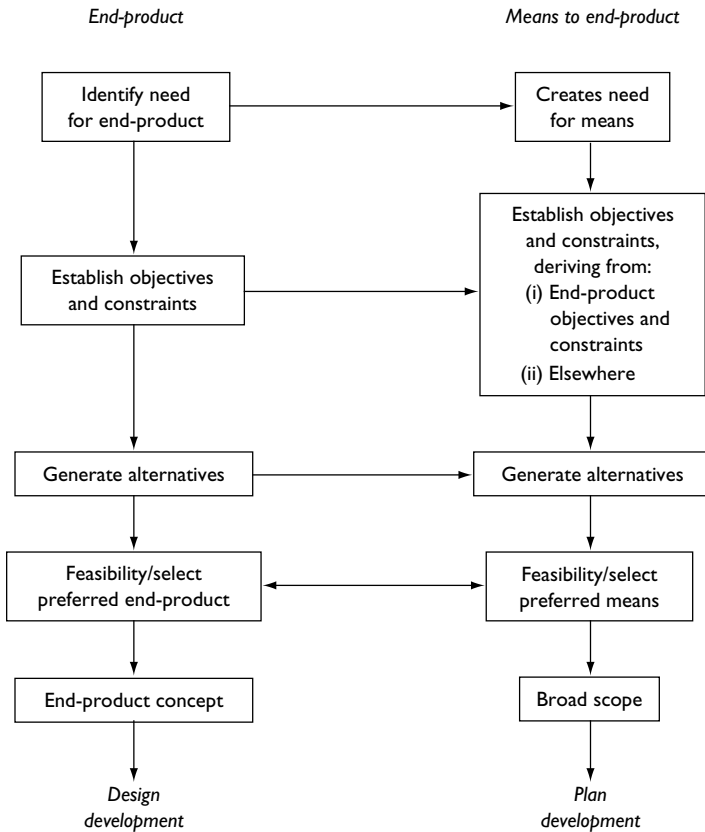 End-product
Means to end-product
Identify need
for end-product
Creates need
for means
Establish objectives
and constraints
Establish objectives
and constraints,
deriving from:
(i) End-product
objectives and
constraints
(ii) Elsewhere
Generate alternatives
Generate alternatives
Feasibility/select
preferred end-product
Feasibility/select
preferred means
End-product concept
Broad scope
Design
development
Plan
development